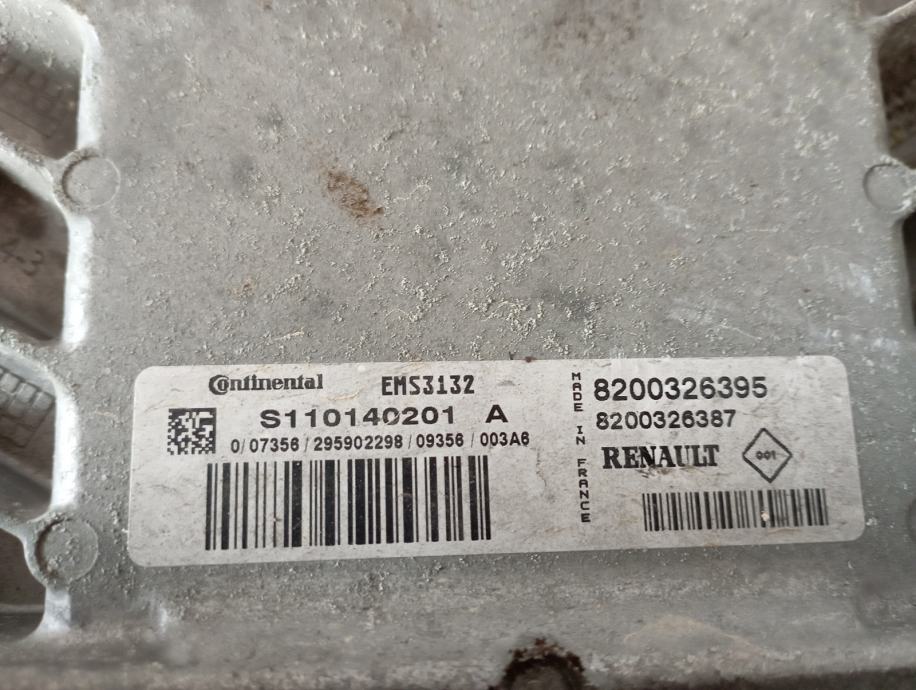 Continental EMS3132
S110140201 A
0/07356/295902298/09356/003A6
MADE IN FRANCE
8200326395
8200326387
RENAULT 001